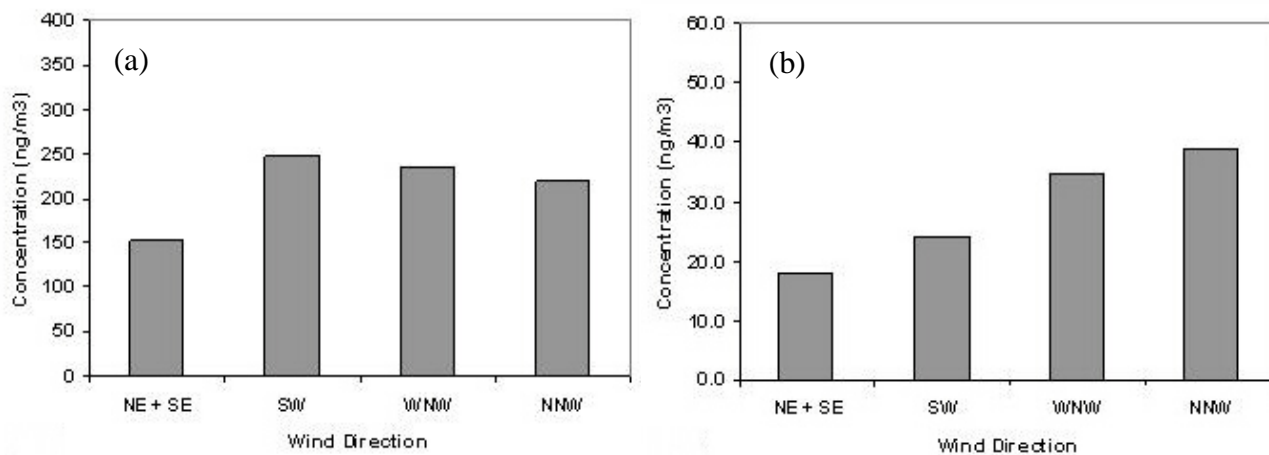 (a)
Concentration (ng/m3)
400
350
300
250
200
150
100
50
0
NE + SE SW WNW NNW
Wind Direction
(b)
Concentration (ng/m3)
60.0
50.0
40.0
30.0
20.0
10.0
0.0
NE + SE SW WNW NNW
Wind Direction